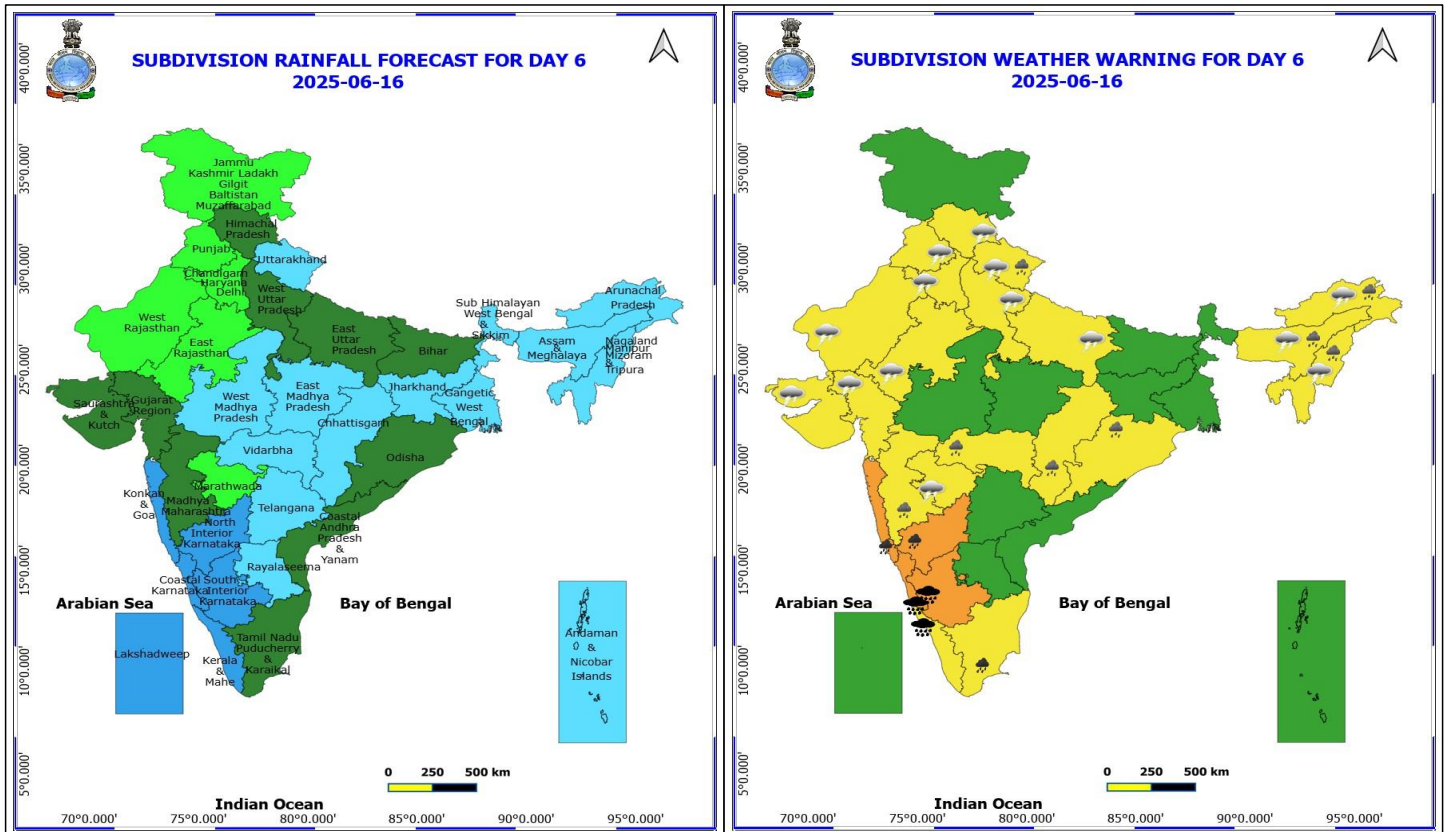 SUBDIVISION RAINFALL FORECAST FOR DAY 6
2025-06-16
40°0.000'
35°0.000'
30°0.000'
25°0.000'
20°0.000'
15°0.000'
10°0.000'
5°0.000'
Jammu
Kashmir Ladakh
Gilgit
Baltistan
Muzaffarabad
Himachal
Pradesh
Punjab
Uttarakhand
Chandigarh
Haryana
Delhi
West
Uttar
Pradesh
West
Rajasthan
East
Rajasthan
East
Uttar
Pradesh
Bihar
Sub Himalayan
West Bengal
&
Sikkim
Arunachal
Pradesh
Assam
&
Meghalaya
Nagaland
Manipur
Mizoram
&
Tripura
Saurashtra
&
Kutch
Gujarat
Region
West
Madhya
Pradesh
East
Madhya
Pradesh
Jharkhand
Gangetic
West
Bengal
Chhattisgarh
Vidarbha
Odisha
Konkan
&
Goa
Madhya
Maharashtra
Marathwada
Telangana
North
Interior
Karnataka
Coastal
Andhra
Pradesh
&
Yanam
Rayalaseema
Coastal
Karnataka
South
Interior
Karnataka
Arabian Sea
Bay of Bengal
Lakshadweep
Kerala
&
Mahe
Tamil Nadu
Puducherry
&
Karaikal
Andaman
&
Nicobar
Islands
0 250 500 km
Indian Ocean
70°0.000' 75°0.000' 80°0.000' 85°0.000' 90°0.000' 95°0.000'
SUBDIVISION WEATHER WARNING FOR DAY 6
2025-06-16
40°0.000'
35°0.000'
30°0.000'
25°0.000'
20°0.000'
15°0.000'
10°0.000'
5°0.000'
Arabian Sea
Bay of Bengal
0 250 500 km
Indian Ocean
70°0.000' 75°0.000' 80°0.000' 85°0.000' 90°0.000' 95°0.000'